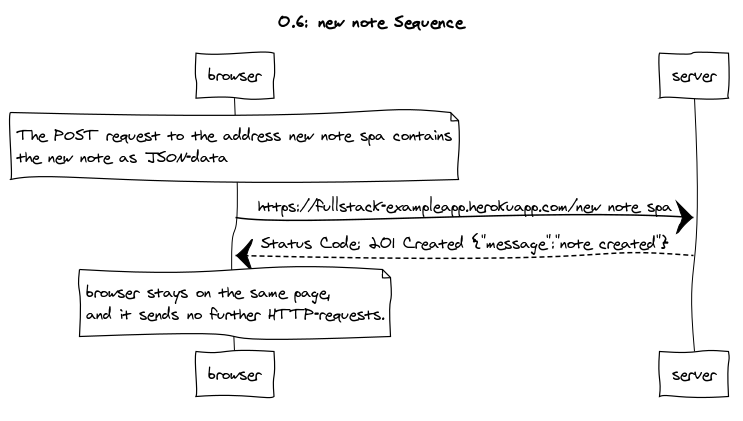 0.6: new note Sequence
browser
server
The POST request to the address new note spa contains
the new note as JSON-data
https://fullstack-exampleapp.herokuapp.com/new note spa
Status Code; 201 Created {"message":"note created"}
browser stays on the same page,
and it sends no further HTTP-requests.
browser
server